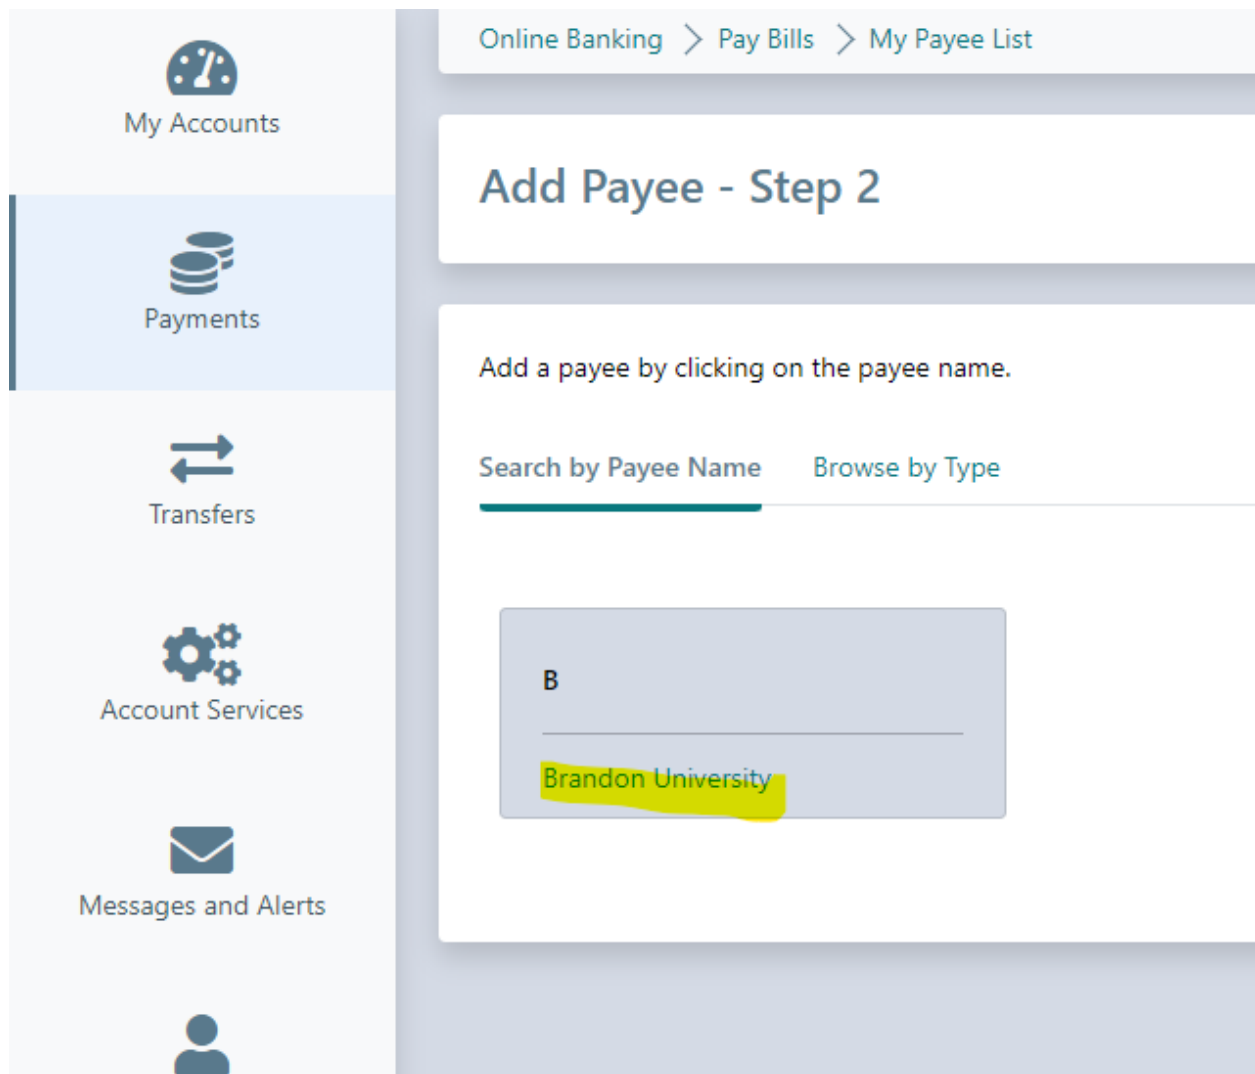 My Accounts
Payments
Transfers
Account Services
Messages and Alerts
Online Banking > Pay Bills > My Payee List
Add Payee - Step 2
Add a payee by clicking on the payee name.
Search by Payee Name Browse by Type
B
Brandon University